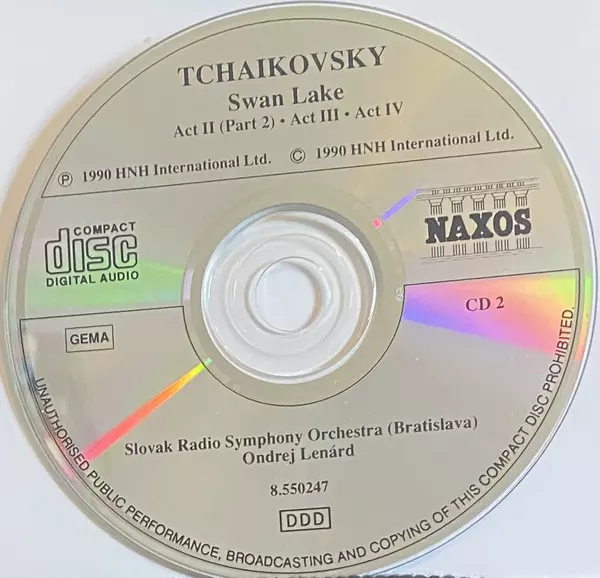 TCHAIKOVSKY
Swan Lake
Act II (Part 2) • Act III • Act IV
℗ 1990 HNH International Ltd. © 1990 HNH International Ltd.
COMPACT
disc
DIGITAL AUDIO
NAXOS
CD 2
GEMA
Slovak Radio Symphony Orchestra (Bratislava)
Ondrej Lenárd
8.550247
DDD
UNAUTHORISED PUBLIC PERFORMANCE, BROADCASTING AND COPYING OF THIS COMPACT DISC PROHIBITED.